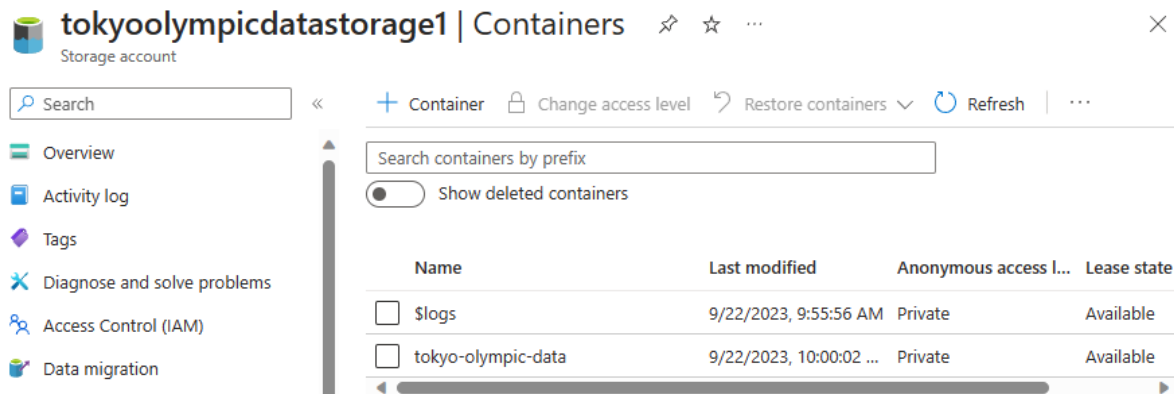 tokyoolympicdatastorage1 | Containers
Storage account
Search
Container
Change access level
Restore containers
Refresh
Search containers by prefix
Show deleted containers
Overview
Activity log
Tags
Diagnose and solve problems
Access Control (IAM)
Data migration
Name Last modified Anonymous access l... Lease state
$logs 9/22/2023, 9:55:56 AM Private Available
tokyo-olympic-data 9/22/2023, 10:00:02 ... Private Available